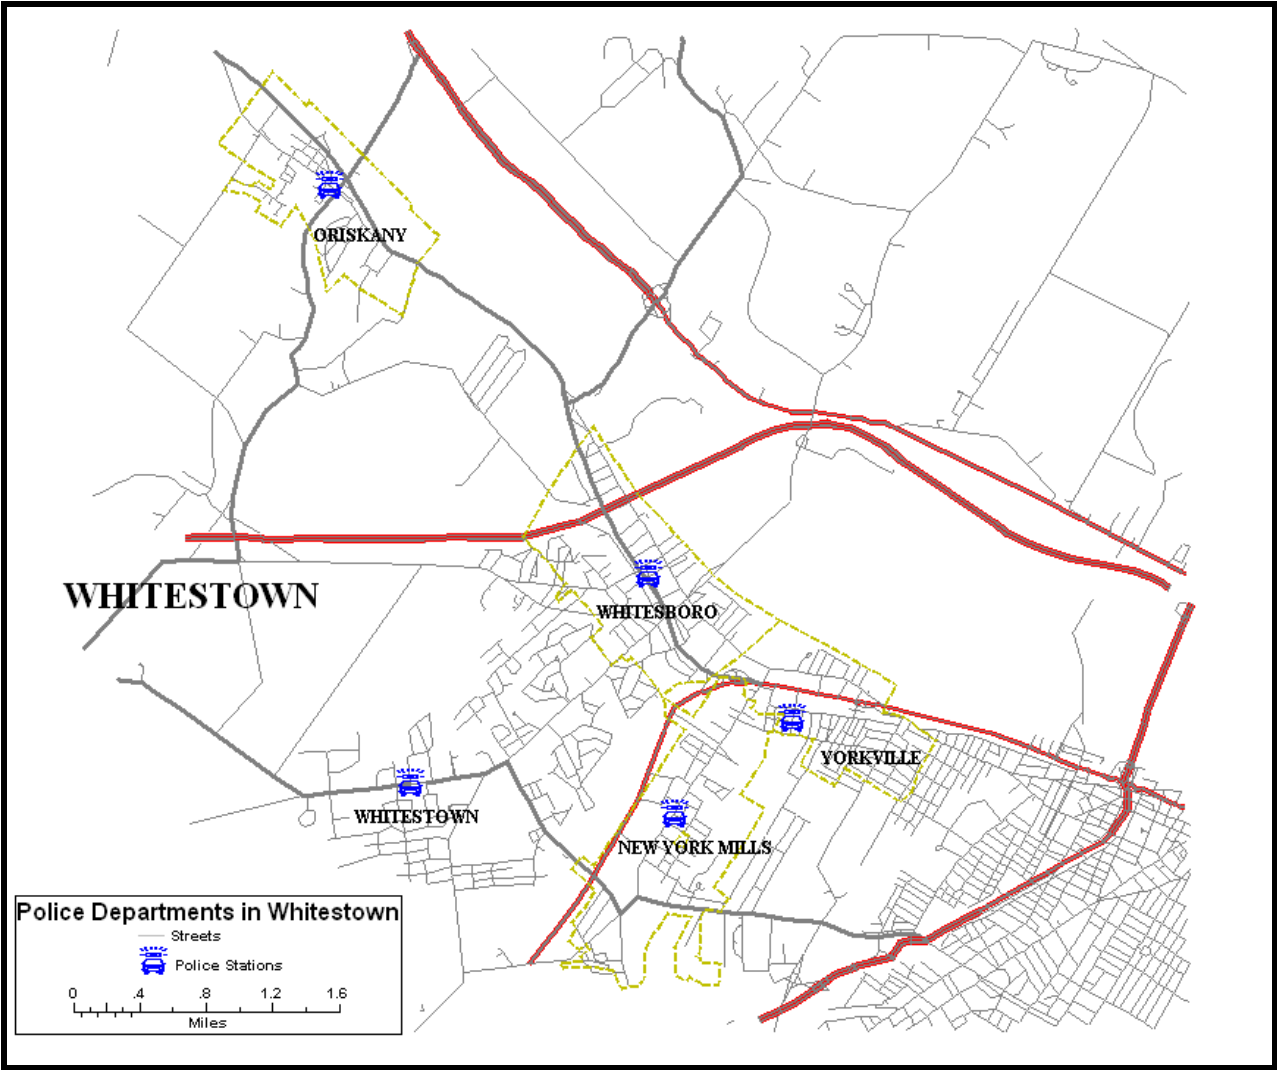 ORISKANY
WHITESTOWN
WHITESBORO
YORKVILLE
WHITESTOWN
NEW YORK MILLS
Police Departments in Whitestown
Streets
Police Stations
0 .4 .8 1.2 1.6
Miles